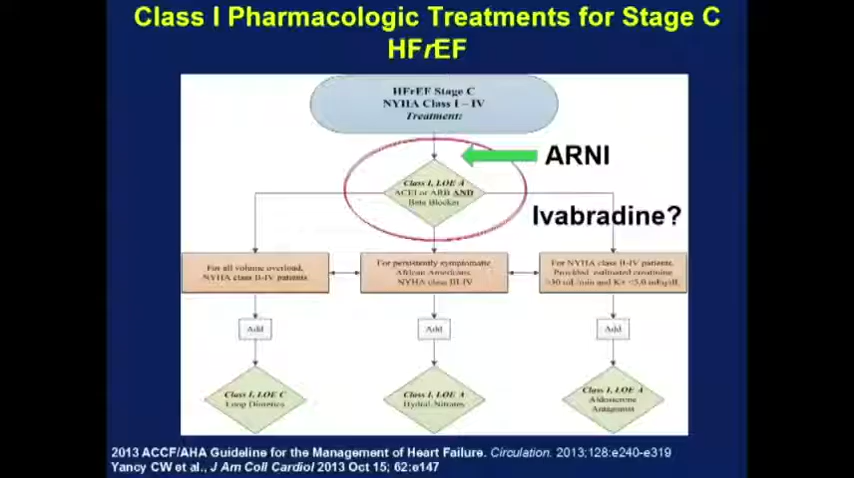 Class I Pharmacologic Treatments for Stage C
HFrEF
HFrEF Stage C
NYHA Class I – IV
Treatment:
ARNI
Class I, LOE A
ACEI or ARB AND
Beta Blocker
Ivabradine?
For all volume overload,
NYHA class II-IV patients
For persistently symptomatic
African Americans,
NYHA class III-IV
For NYHA class II-IV patients,
Provided estimated creatinine
>30 mL/min and K+ <5.0 mEq/dL
Add
Add
Add
Class I, LOE C
Loop Diuretics
Class I, LOE A
Hydral-Nitrates
Class I, LOE A
Aldosterone
Antagonist
2013 ACCF/AHA Guideline for the Management of Heart Failure. Circulation. 2013;128:e240-e319
Yancy CW et al., J Am Coll Cardiol 2013 Oct 15; 62:e147